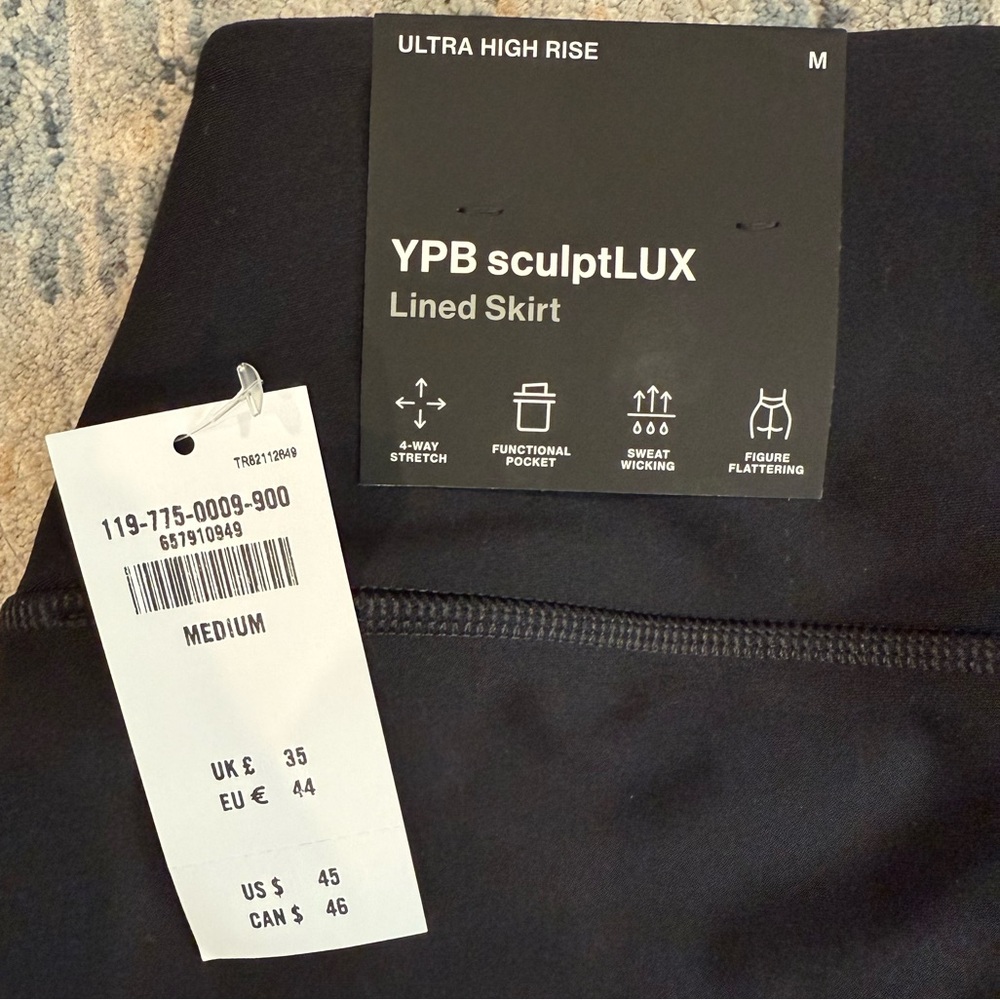 ULTRA HIGH RISE
M
YPB sculptLUX
Lined Skirt
4-WAY
STRETCH
FUNCTIONAL
POCKET
SWEAT
WICKING
FIGURE
FLATTERING
TR62112649
119-775-0009-900
657910949
MEDIUM
UK £ 35
EU € 44
US $ 45
CAN $ 46